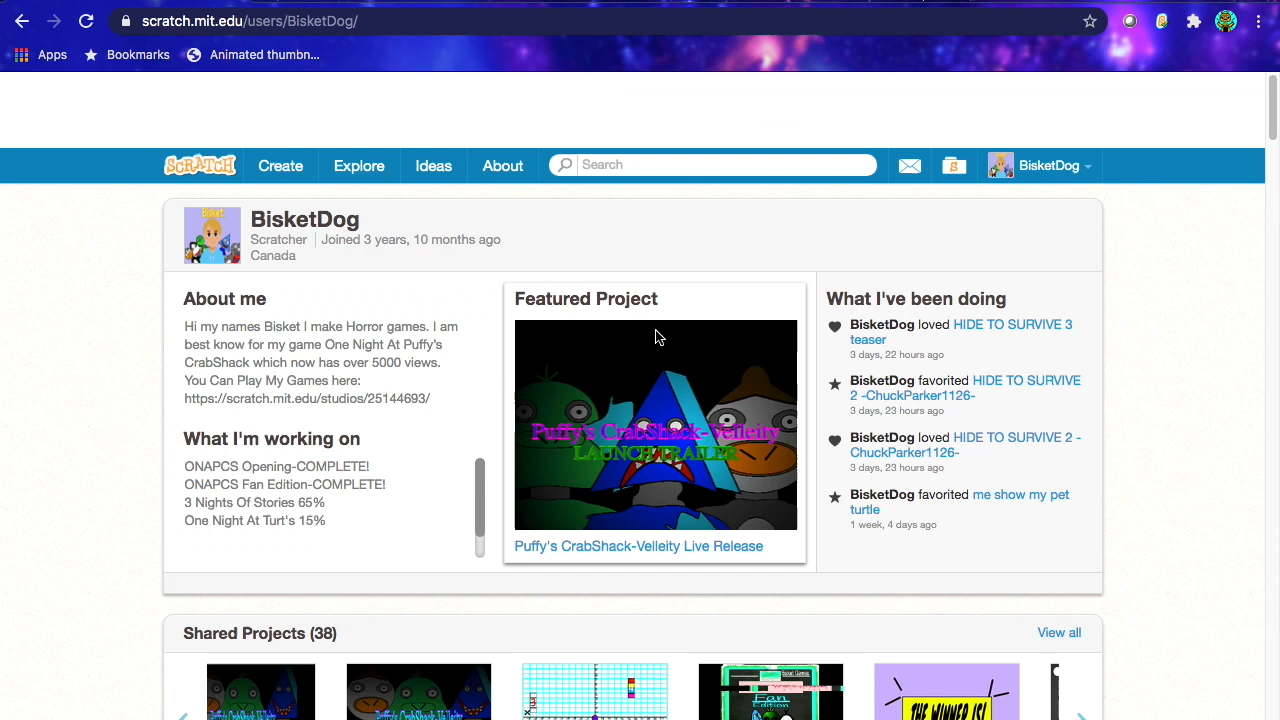 scratch.mit.edu/users/BisketDog/
Apps Bookmarks Animated thumbn...
SCRATCH Create Explore Ideas About Search BisketDog
BisketDog
Scratcher Joined 3 years, 10 months ago
Canada
About me
Hi my names Bisket I make Horror games. I am
best know for my game One Night At Puffy's
CrabShack which now has over 5000 views.
You Can Play My Games here:
https://scratch.mit.edu/studios/25144693/
What I'm working on
ONAPCS Opening-COMPLETE!
ONAPCS Fan Edition-COMPLETE!
3 Nights Of Stories 65%
One Night At Turt's 15%
Featured Project
Puffy's CrabShack-Velleity
LAUNCH TRAILER
Puffy's CrabShack-Velleity Live Release
What I've been doing
BisketDog loved HIDE TO SURVIVE 3
teaser
3 days, 22 hours ago
BisketDog favorited HIDE TO SURVIVE
2 -ChuckParker1126-
3 days, 23 hours ago
BisketDog loved HIDE TO SURVIVE 2 -
ChuckParker1126-
3 days, 23 hours ago
BisketDog favorited me show my pet
turtle
1 week, 4 days ago
Shared Projects (38)
View all
Fan
Edition
THE WINNER IS!